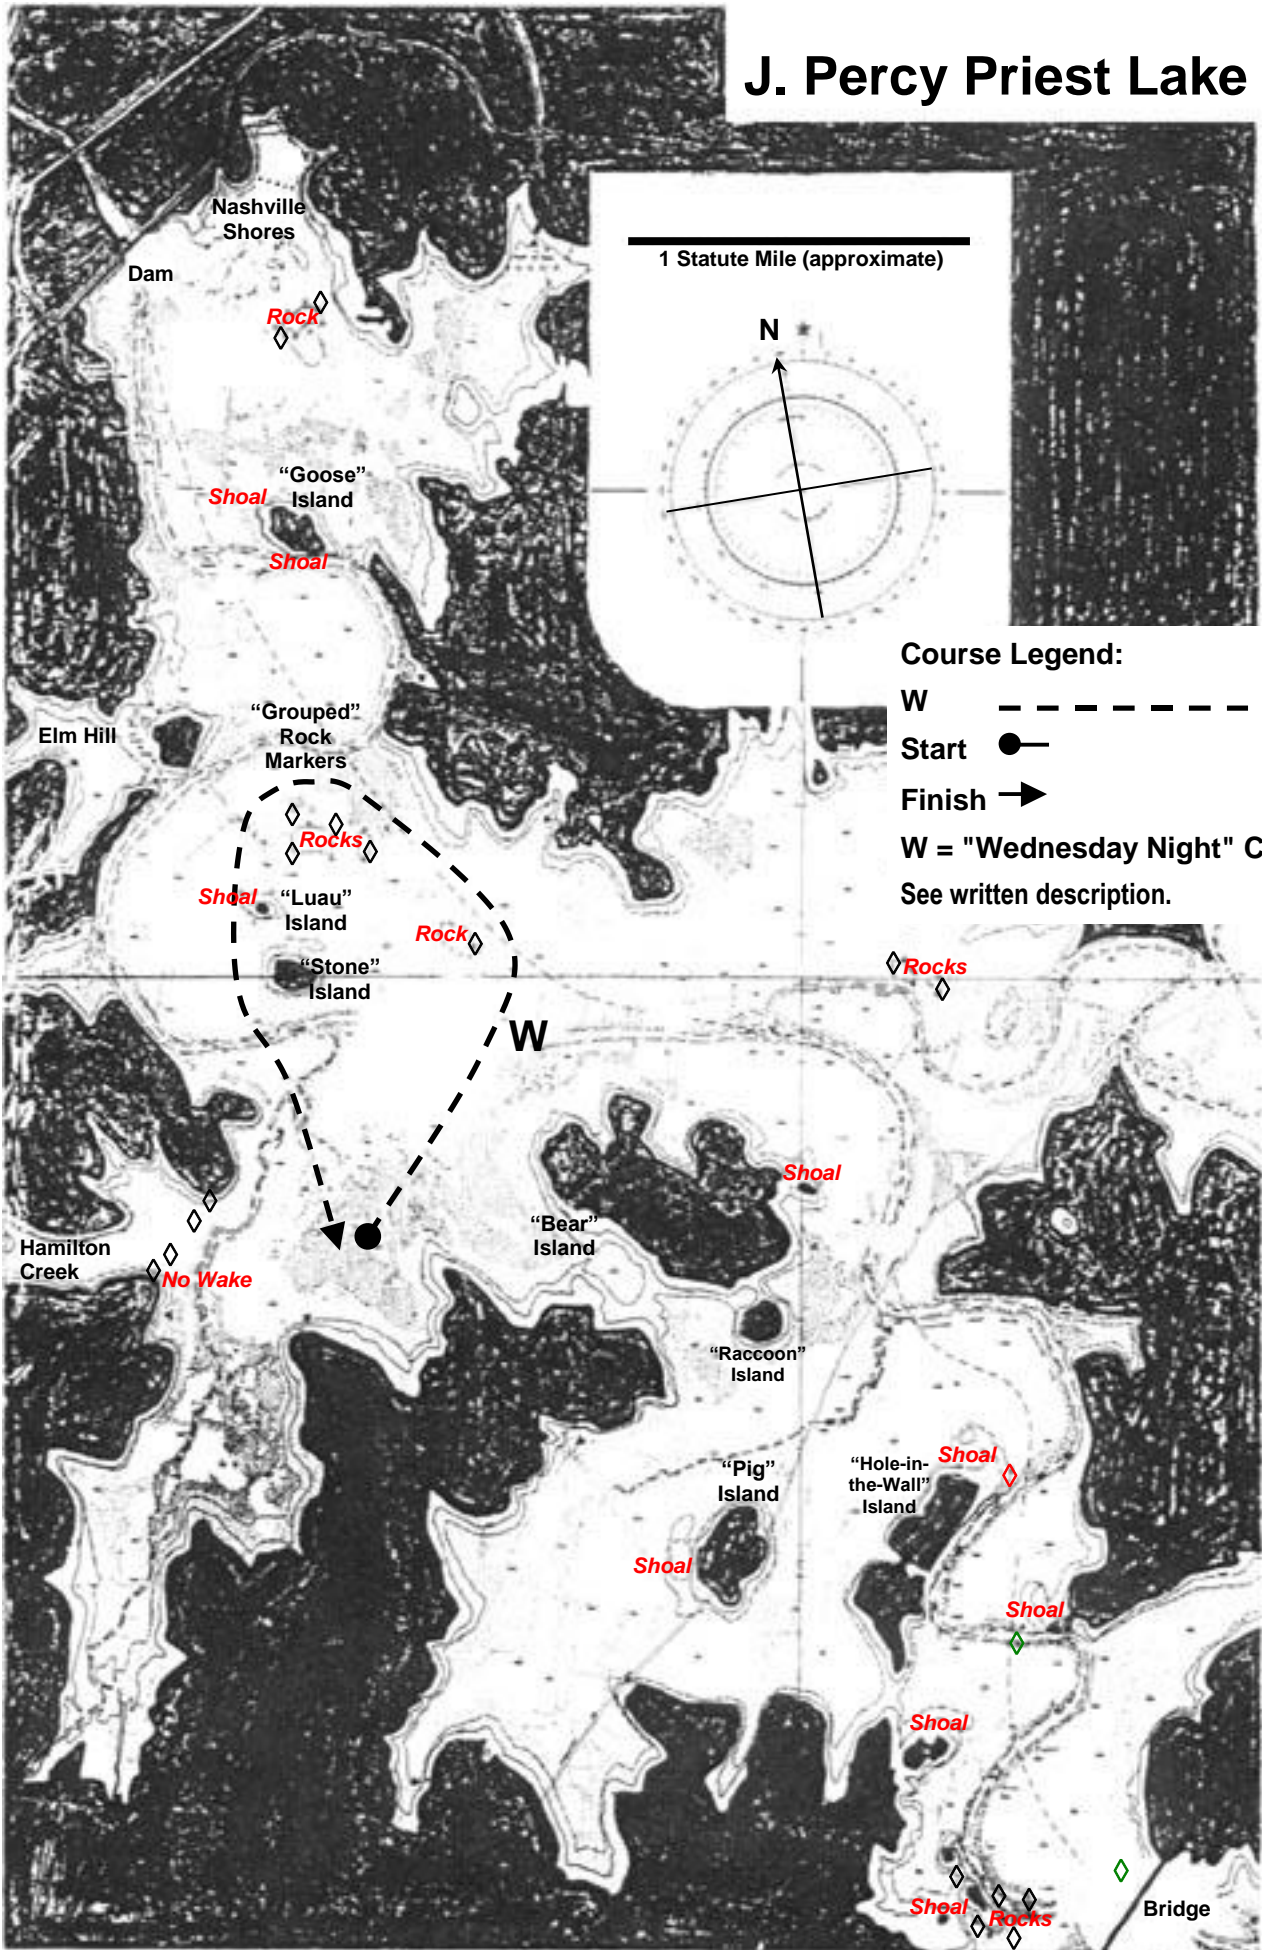 J. Percy Priest Lake
Nashville
Shores
1 Statute Mile (approximate)
Dam
Rock
N
"Goose"
Island
Shoal
Shoal
Course Legend:
W
Start
Finish
W = "Wednesday Night" C
See written description.
"Grouped"
Rock
Markers
Elm Hill
Rocks
Shoal
"Luau"
Island
Rock
"Stone"
Island
Rocks
W
Shoal
"Bear"
Island
Hamilton
Creek
No Wake
"Raccoon"
Island
"Pig"
Island
"Hole-in-
the-Wall"
Island
Shoal
Shoal
Shoal
Shoal
Shoal
Rocks
Bridge